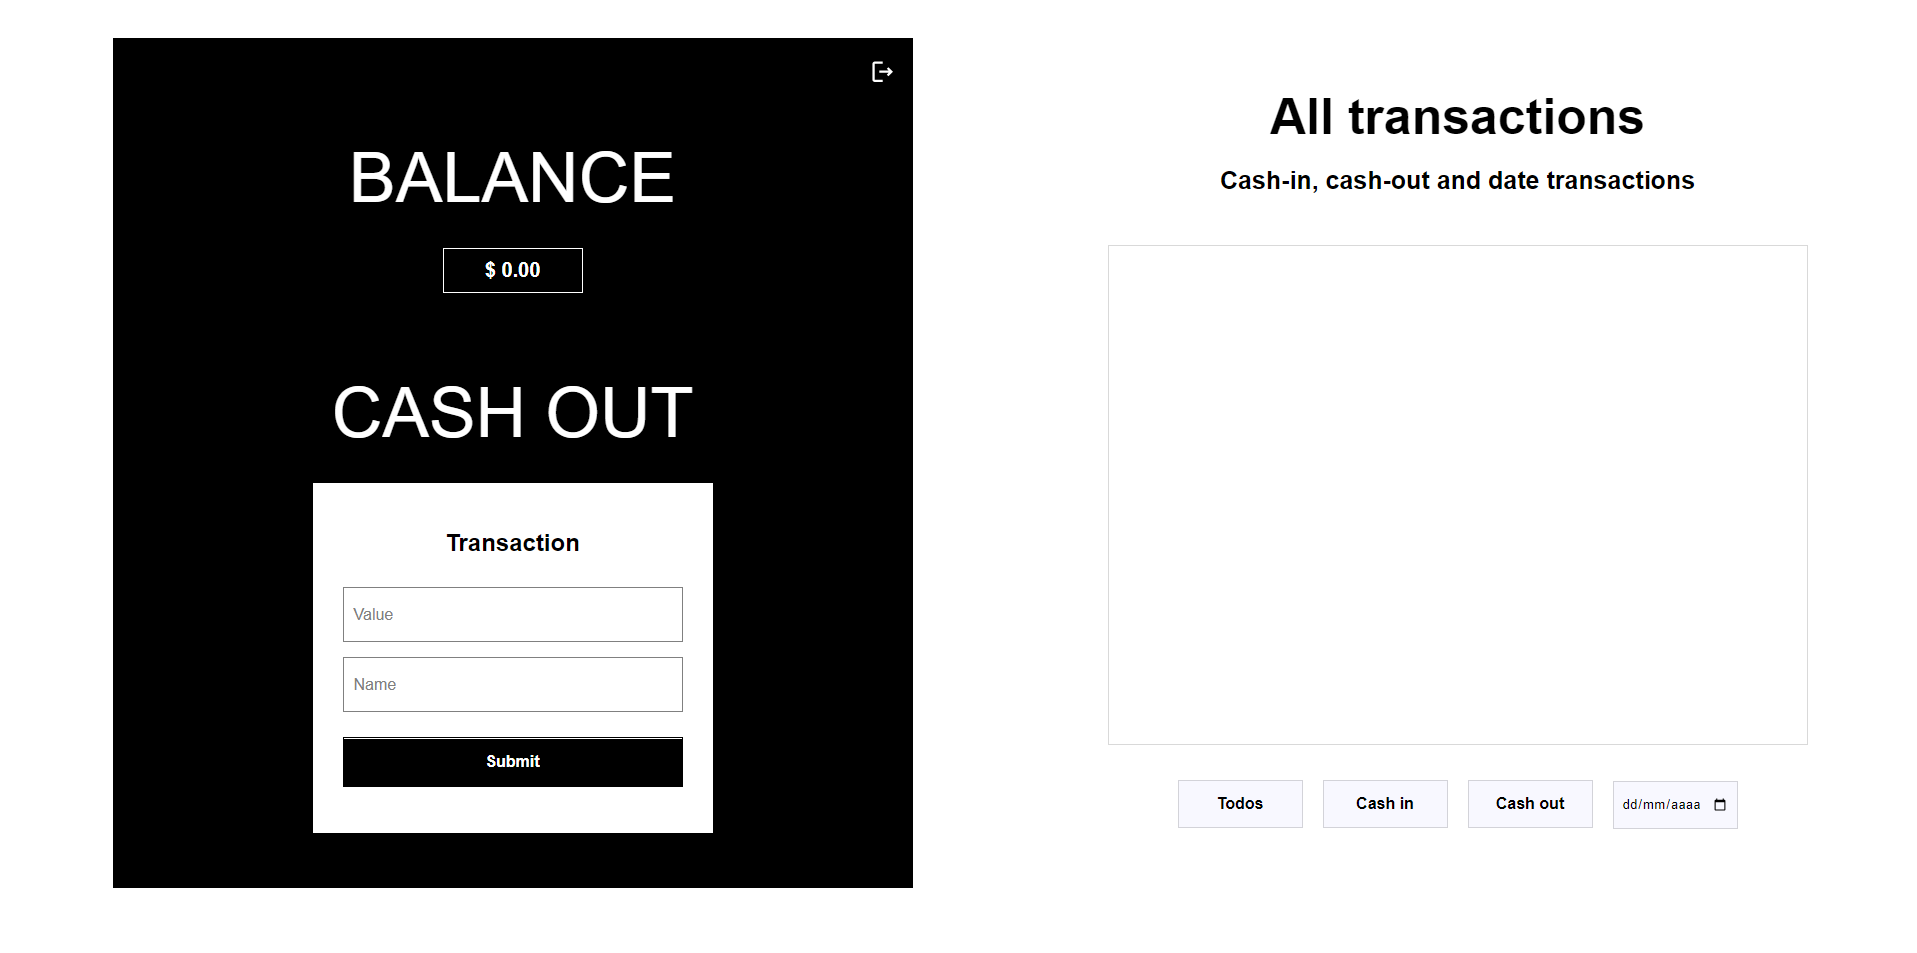 BALANCE
$ 0.00
CASH OUT
Transaction
Value
Name
Submit
All transactions
Cash-in, cash-out and date transactions
Todos
Cash in
Cash out
dd/mm/aaaa